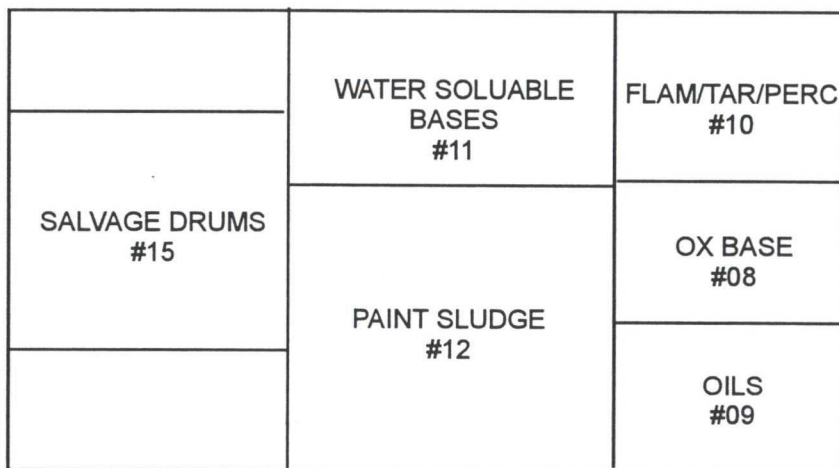 WATER SOLUABLE
BASES
#11
FLAM/TAR/PERC
#10
SALVAGE DRUMS
#15
OX BASE
#08
PAINT SLUDGE
#12
OILS
#09